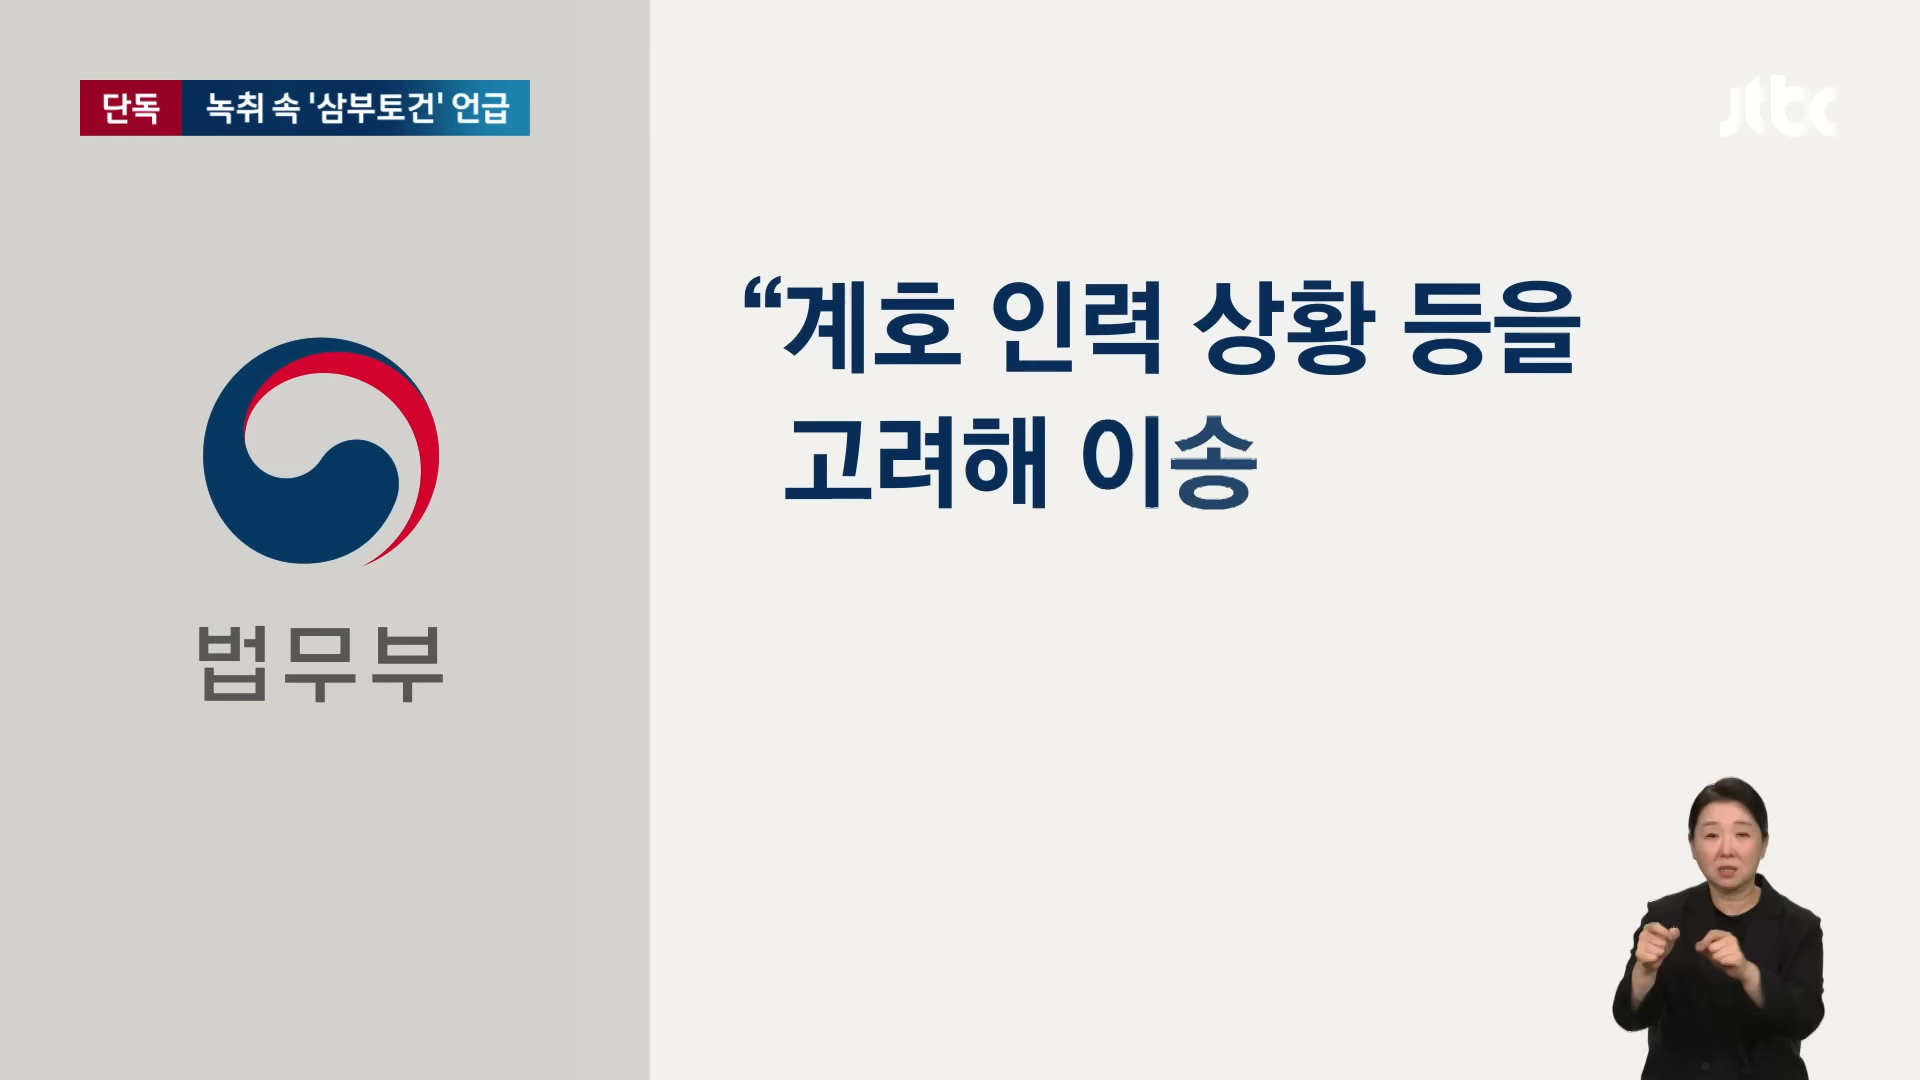 단독 녹취 속 '삼부토건' 언급
jtbc
“계호 인력 상황 등을
고려해 이송
법무부